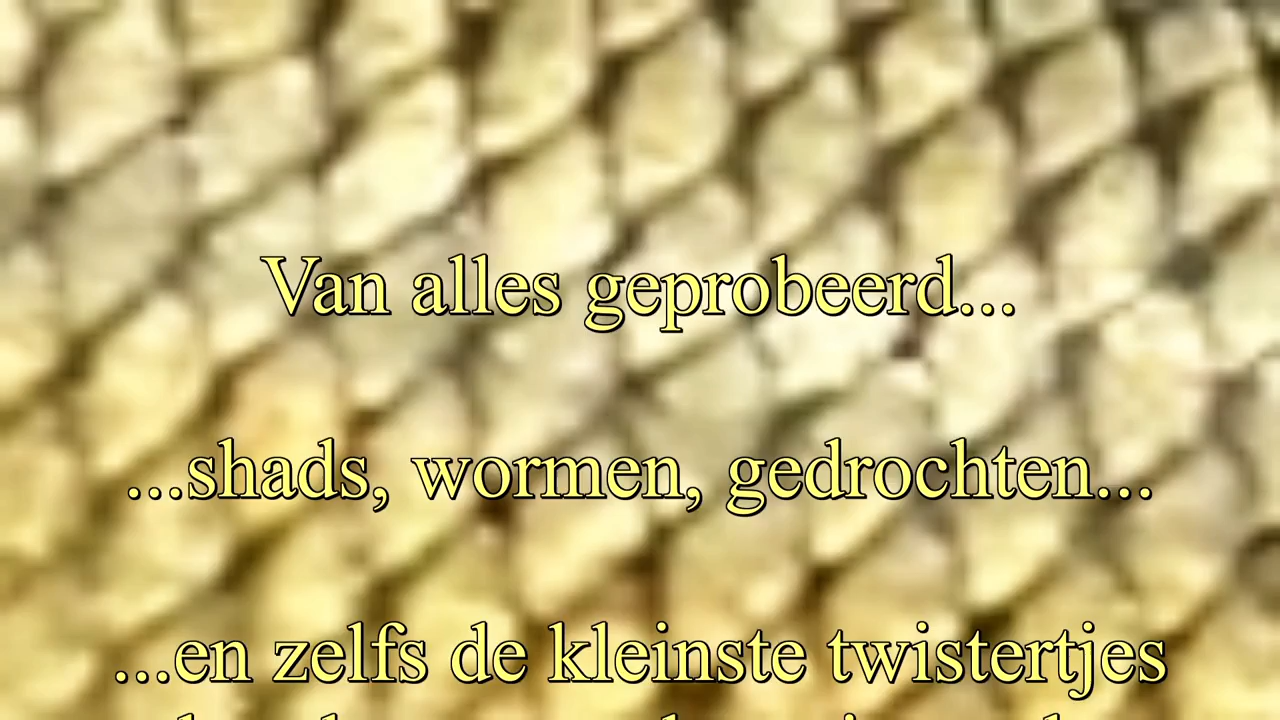 Van alles geprobeerd...
...shads, wormen, gedrochten...
...en zelfs de kleinste twistertjes